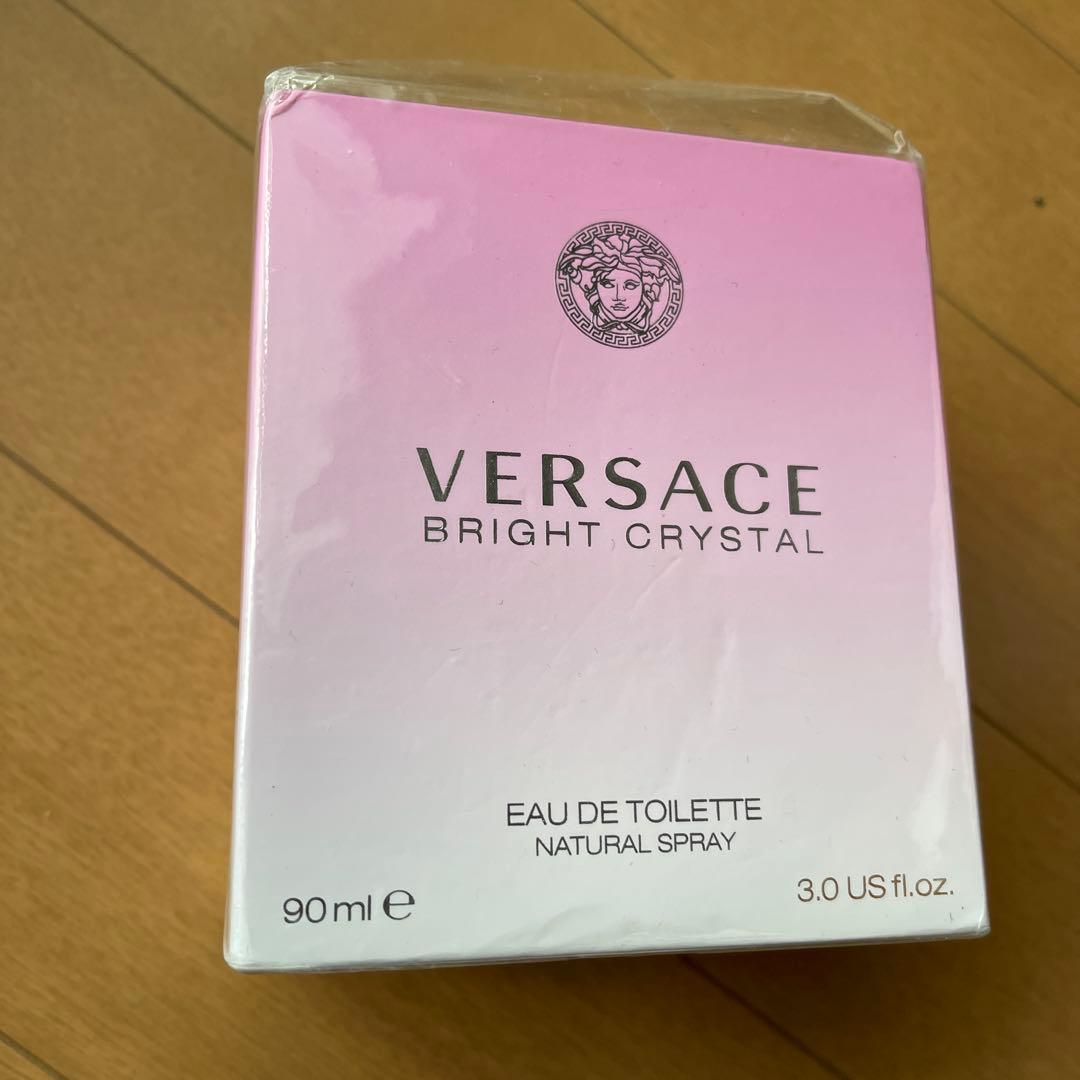 VERSACE
BRIGHT CRYSTAL
EAU DE TOILETTE
NATURAL SPRAY
90 ml ℮
3.0 US fl.oz.